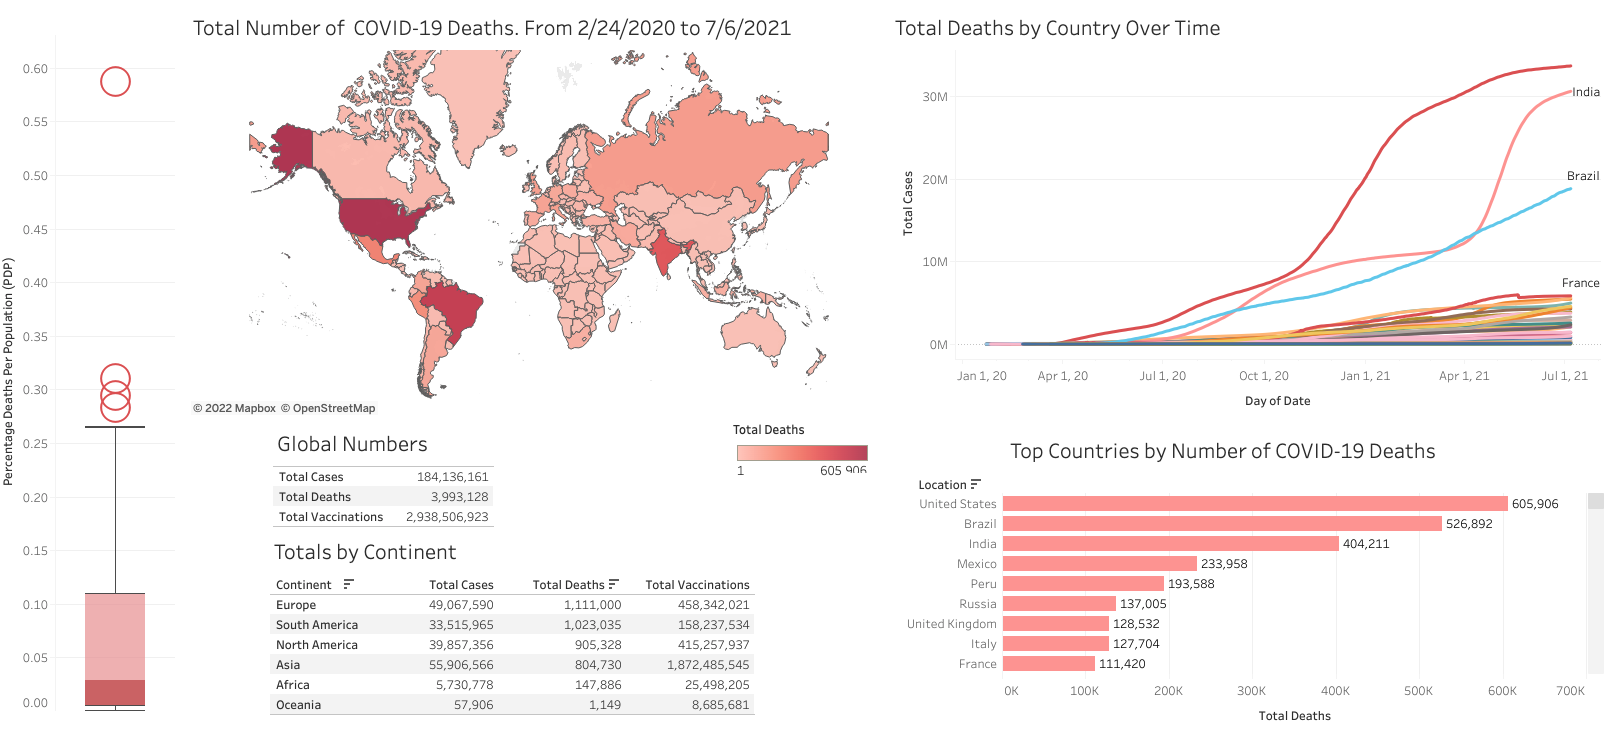 Percentage Deaths Per Population (PDP)
0.60
0.55
0.50
0.45
0.40
0.35
0.30
0.25
0.20
0.15
0.10
0.05
0.00
Total Number of COVID-19 Deaths. From 2/24/2020 to 7/6/2021
© 2022 Mapbox © OpenStreetMap
Total Deaths
1 605,906
Global Numbers
Total Cases 184,136,161
Total Deaths 3,993,128
Total Vaccinations 2,938,506,923
Totals by Continent
Continent Total Cases Total Deaths Total Vaccinations
Europe 49,067,590 1,111,000 458,342,021
South America 33,515,965 1,023,035 158,237,534
North America 39,857,356 905,328 415,257,937
Asia 55,906,566 804,730 1,872,485,545
Africa 5,730,778 147,886 25,498,205
Oceania 57,906 1,149 8,685,681
Total Deaths by Country Over Time
Total Cases
30M
20M
10M
0M
India
Brazil
France
Jan 1, 20 Apr 1, 20 Jul 1, 20 Oct 1, 20 Jan 1, 21 Apr 1, 21 Jul 1, 21
Day of Date
Top Countries by Number of COVID-19 Deaths
Location
United States 605,906
Brazil 526,892
India 404,211
Mexico 233,958
Peru 193,588
Russia 137,005
United Kingdom 128,532
Italy 127,704
France 111,420
0K 100K 200K 300K 400K 500K 600K 700K
Total Deaths